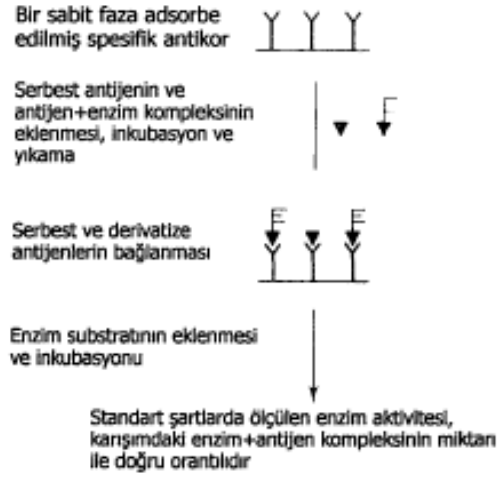 Bir sabit faza adsorbe
edilmiş spesifik antikor
Serbest antijenin ve
antijen+enzim kompleksinin
eklenmesi, inkubasyon ve
yıkama
E
Serbest ve derivatize
antijenlerin bağlanması
E E
Enzim substratının eklenmesi
ve inkubasyonu
Standart şartlarda ölçülen enzim aktivitesi,
karışımdaki enzim+antijen kompleksinin miktarı
ile doğru orantılıdır